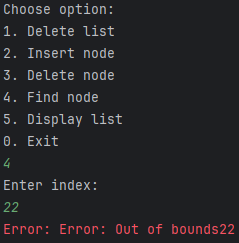 Choose option:
1. Delete list
2. Insert node
3. Delete node
4. Find node
5. Display list
0. Exit
4
Enter index:
22
Error: Error: Out of bounds22